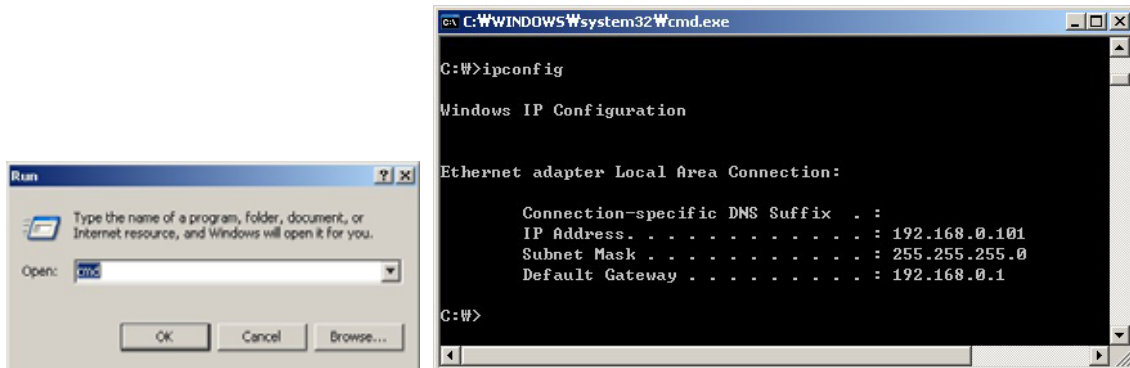 Run
Type the name of a program, folder, document, or
Internet resource, and Windows will open it for you.
Open: cmd
OK Cancel Browse...
C:₩WINDOWS₩system32₩cmd.exe
C:₩>ipconfig
Windows IP Configuration
Ethernet adapter Local Area Connection:
Connection-specific DNS Suffix . :
IP Address. . . . . . . . . . . . : 192.168.0.101
Subnet Mask . . . . . . . . . . . : 255.255.255.0
Default Gateway . . . . . . . . . : 192.168.0.1
C:₩>